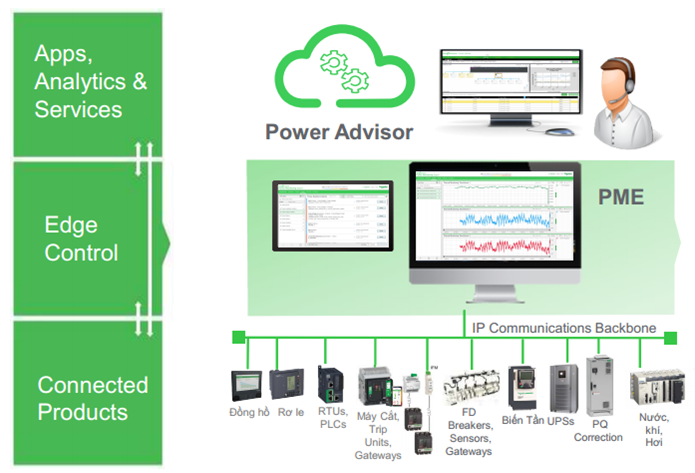 Apps,
Analytics &
Services
Power Advisor
Edge
Control
PME
IP Communications Backbone
Connected
Products
Đồng hồ
Rơ le
RTUs,
PLCs
Máy Cắt,
Trip
Units,
Gateways
FD
Breakers,
Sensors,
Gateways
Biến Tần
UPSs
PQ
Correction
Nước,
khí,
Hơi